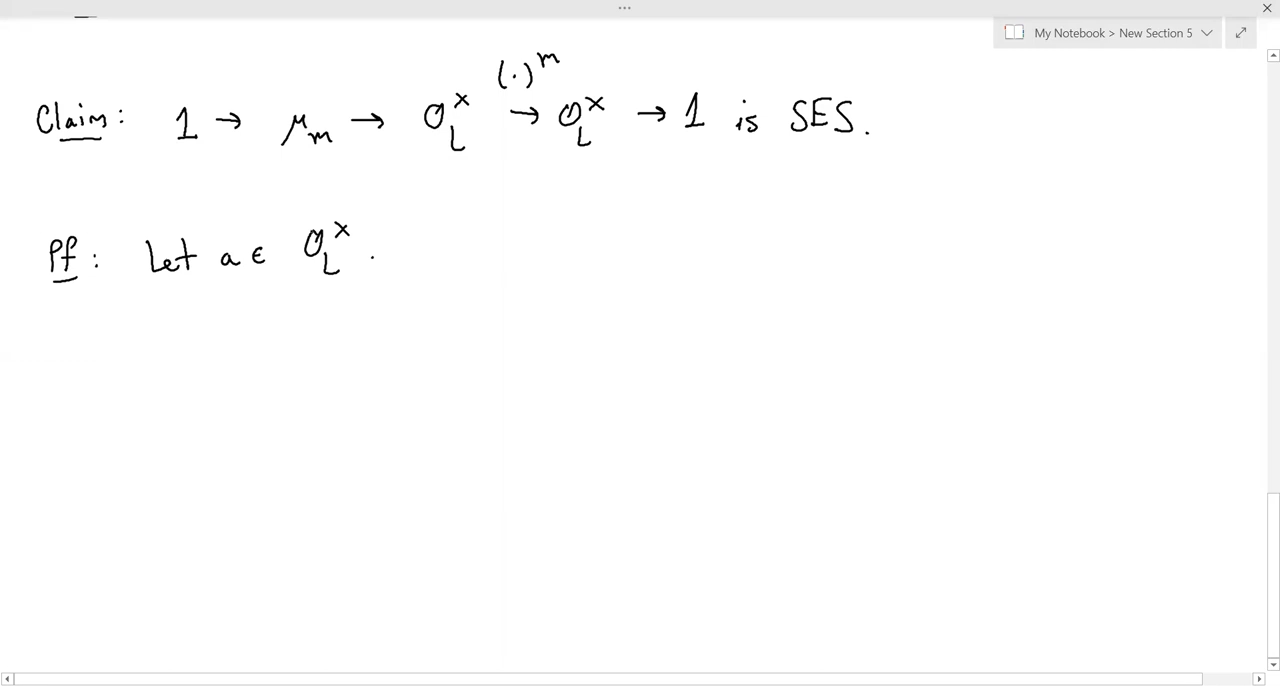 My Notebook > New Section 5
(·)^m
Claim: 1 → μ_m → O_L^× → O_L^× → 1 is SES.
Pf: Let a ∈ O_L^×.